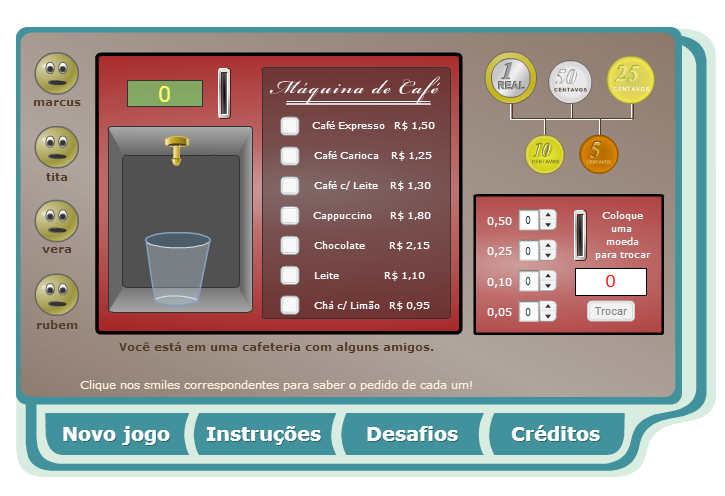 marcus
tita
vera
rubem
0
Máquina de Café
Café Expresso R$ 1,50
Café Carioca R$ 1,25
Café c/ Leite R$ 1,30
Cappuccino R$ 1,80
Chocolate R$ 2,15
Leite R$ 1,10
Chá c/ Limão R$ 0,95
1 REAL
50 CENTAVOS
25 CENTAVOS
10 CENTAVOS
5 CENTAVOS
0,50 0
0,25 0
0,10 0
0,05 0
Coloque
uma
moeda
para trocar
0
Trocar
Você está em uma cafeteria com alguns amigos.
Clique nos smiles correspondentes para saber o pedido de cada um!
Novo jogo Instruções Desafios Créditos